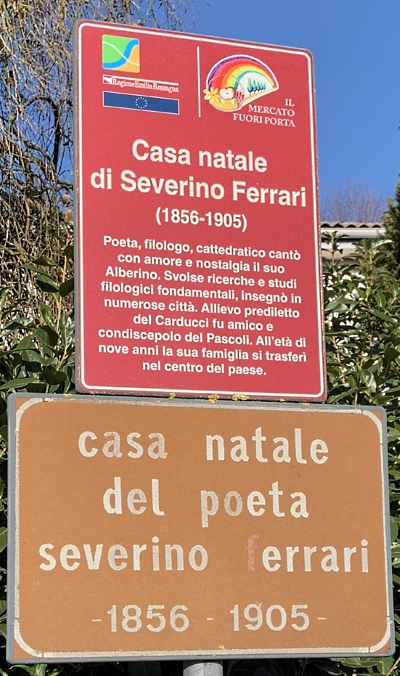 RegioneEmilia-Romagna
IL
MERCATO
FUORI PORTA
Casa natale
di Severino Ferrari
(1856-1905)
Poeta, filologo, cattedratico cantò
con amore e nostalgia il suo
Alberino. Svolse ricerche e studi
filologici fondamentali, insegnò in
numerose città. Allievo prediletto
del Carducci fu amico e
condiscepolo del Pascoli. All'età di
nove anni la sua famiglia si trasferì
nel centro del paese.
casa natale
del poeta
severino ferrari
-1856 - 1905-